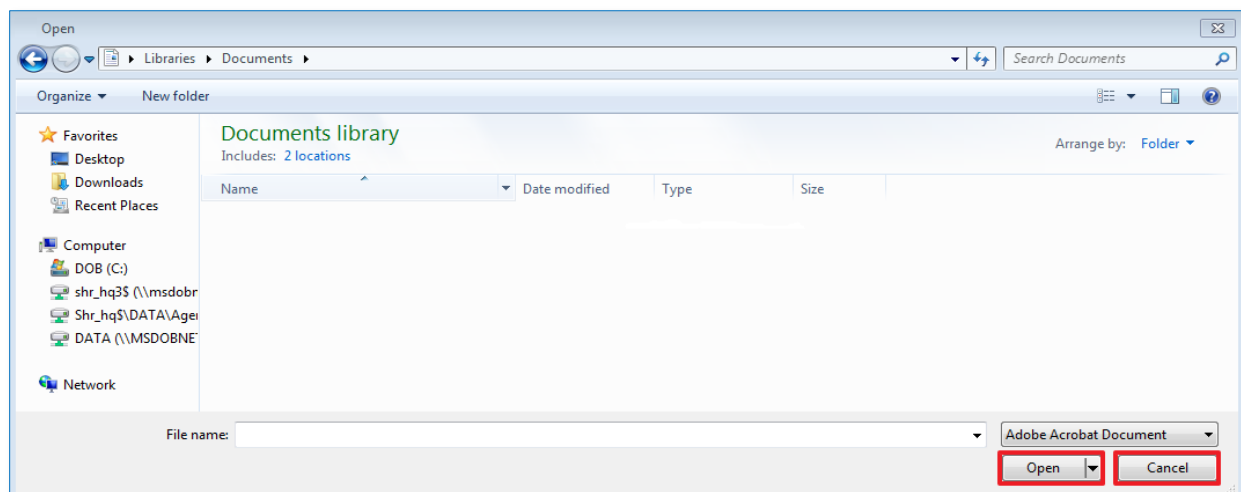 Open
Libraries Documents
Search Documents
Organize New folder
Favorites
Desktop
Downloads
Recent Places
Computer
DOB (C:)
shr_hq3$ (\\msdobr
Shr_hq$\DATA\Agei
DATA (\\MSDOBNE
Network
Documents library
Includes: 2 locations
Arrange by: Folder
Name Date modified Type Size
File name:
Adobe Acrobat Document
Open Cancel